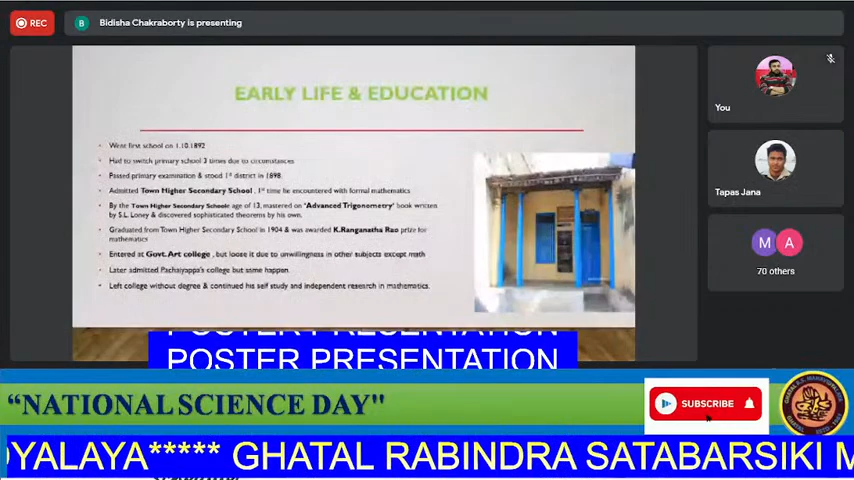 REC
B
Bidisha Chakraborty is presenting
EARLY LIFE & EDUCATION
Went first school on 1.10.1892
Had to switch primary school 3 times due to circumstances
Passed primary examination & stood 1st district in 1898.
Admitted Town Higher Secondary School , 1st time he encountered with formal mathematics
By the Town Higher Secondary Schoole age of 13, mastered on "Advanced Trigonometry" book written
by S.L. Loney & discovered sophisticated theorems by his own.
Graduated from Town Higher Secondary School in 1904 & was awarded K.Ranganatha Rao prize for
mathematics
Entered at Govt. Art college , but loose it due to unwillingness in other subjects except math
Later admitted Pachaiyappa's college but same happen.
Left college without degree & continued his self study and independent research in mathematics.
You
Tapas Jana
M A
70 others
POSTER PRESENTATION
POSTER PRESENTATION
"NATIONAL SCIENCE DAY"
SUBSCRIBE
DYALAYA***** GHATAL RABINDRA SATABARSIKI M